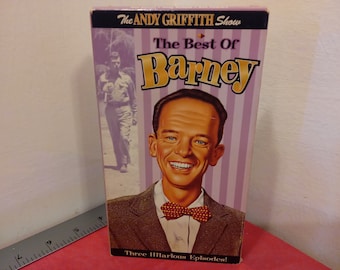 The ANDY GRIFFITH Show
The Best Of
Barney
Three Hilarious Episodes!